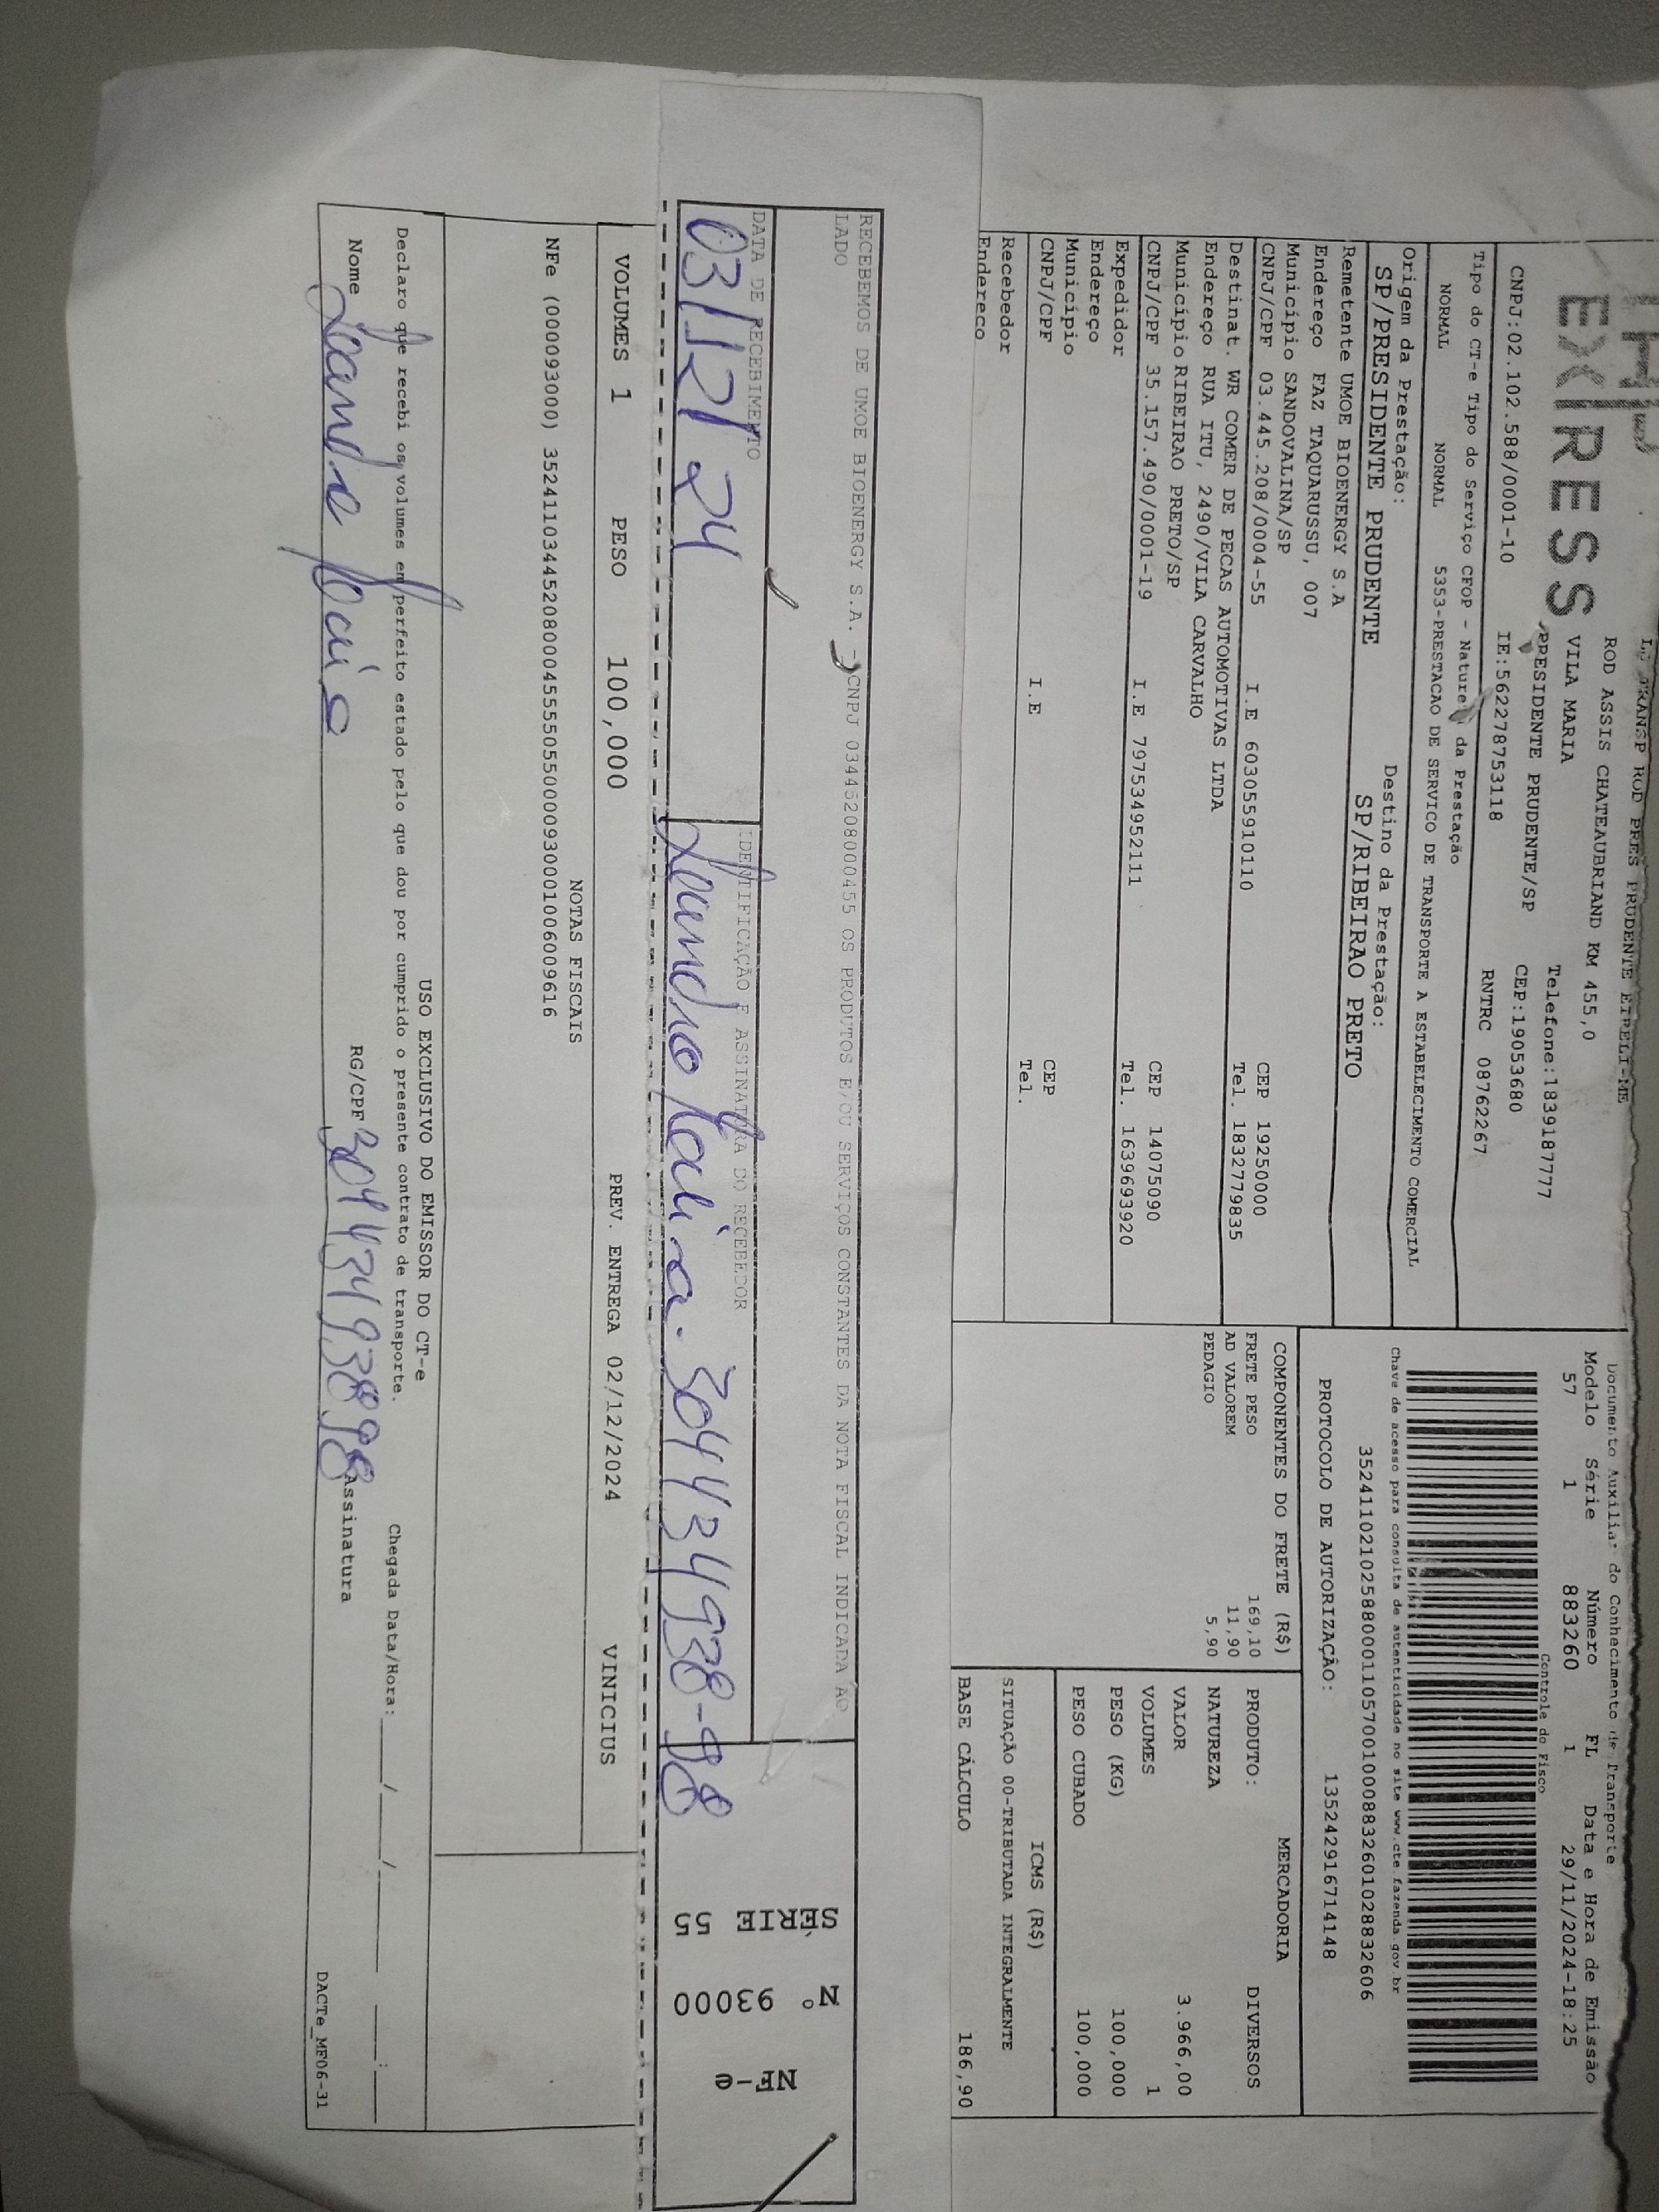 EXPRESS
ROD ASSIS CHATEAUBRIAND KM 455,0
VILA MARIA Telefone:1839187777
PRESIDENTE PRUDENTE/SP CEP:19053680
CNPJ:02.102.588/0001-10 IE:562278753118 RNTRC 08762267
Tipo do CT-e Tipo do Serviço CFOP - Natureza da Prestação
NORMAL NORMAL 5353-PRESTACAO DE SERVICO DE TRANSPORTE A ESTABELECIMENTO COMERCIAL
Origem da Prestação: Destino da Prestação:
SP/PRESIDENTE PRUDENTE SP/RIBEIRAO PRETO
Remetente UMOE BIOENERGY S.A
Endereço FAZ TAQUARUSSU, 007
Município SANDOVALINA/SP CEP 19250000
CNPJ/CPF 03.445.208/0004-55 I.E 603055910110 Tel. 1832779835
Destinat. WR COMER DE PECAS AUTOMOTIVAS LTDA
Endereço RUA ITU, 2490/VILA CARVALHO
Município RIBEIRAO PRETO/SP CEP 14075090
CNPJ/CPF 35.157.490/0001-19 I.E 797534952111 Tel. 1639693920
Expedidor
Endereço
Município CEP
CNPJ/CPF I.E Tel.
Recebedor
Endereço
Documento Auxiliar do Conhecimento de Transporte
Modelo Série Número FL Data e Hora de Emissão
57 1 883260 1 29/11/2024-18:25
Controle do Fisco
Chave de acesso para consulta de autenticidade no site www.cte.fazenda.gov.br
35241102102588000110570010008832601028832606
PROTOCOLO DE AUTORIZAÇÃO: 135242916714148
COMPONENTES DO FRETE (R$)
FRETE PESO 169,10
AD VALOREM 11,90
PEDAGIO 5,90
MERCADORIA
PRODUTO: DIVERSOS
NATUREZA
VALOR 3.966,00
VOLUMES 1
PESO (KG) 100,000
PESO CUBADO 100,000
ICMS (R$)
SITUAÇÃO 00-TRIBUTADA INTEGRALMENTE
BASE CÁLCULO 186,90
RECEBEMOS DE UMOE BIOENERGY S.A. - CNPJ 03445208000455 OS PRODUTOS E/OU SERVIÇOS CONSTANTES DA NOTA FISCAL INDICADA AO
LADO
DATA DE RECEBIMENTO IDENTIFICAÇÃO E ASSINATURA DO RECEBEDOR
03/12/24 Leandro Faria. 304434938-98
NF-e
Nº 93000
SÉRIE 55
VOLUMES 1 PESO 100,000 PREV. ENTREGA 02/12/2024 VINICIUS
NOTAS FISCAIS
NFe (000093000) 35241103445208000455550550000930001006009616
USO EXCLUSIVO DO EMISSOR DO CT-e
Declaro que recebi os volumes em perfeito estado pelo que dou por cumprido o presente contrato de transporte. Chegada Data/Hora:____/____/______ ____:____
Nome Leandro Faria RG/CPF 30443493898 Assinatura
DACTe_MF06-31